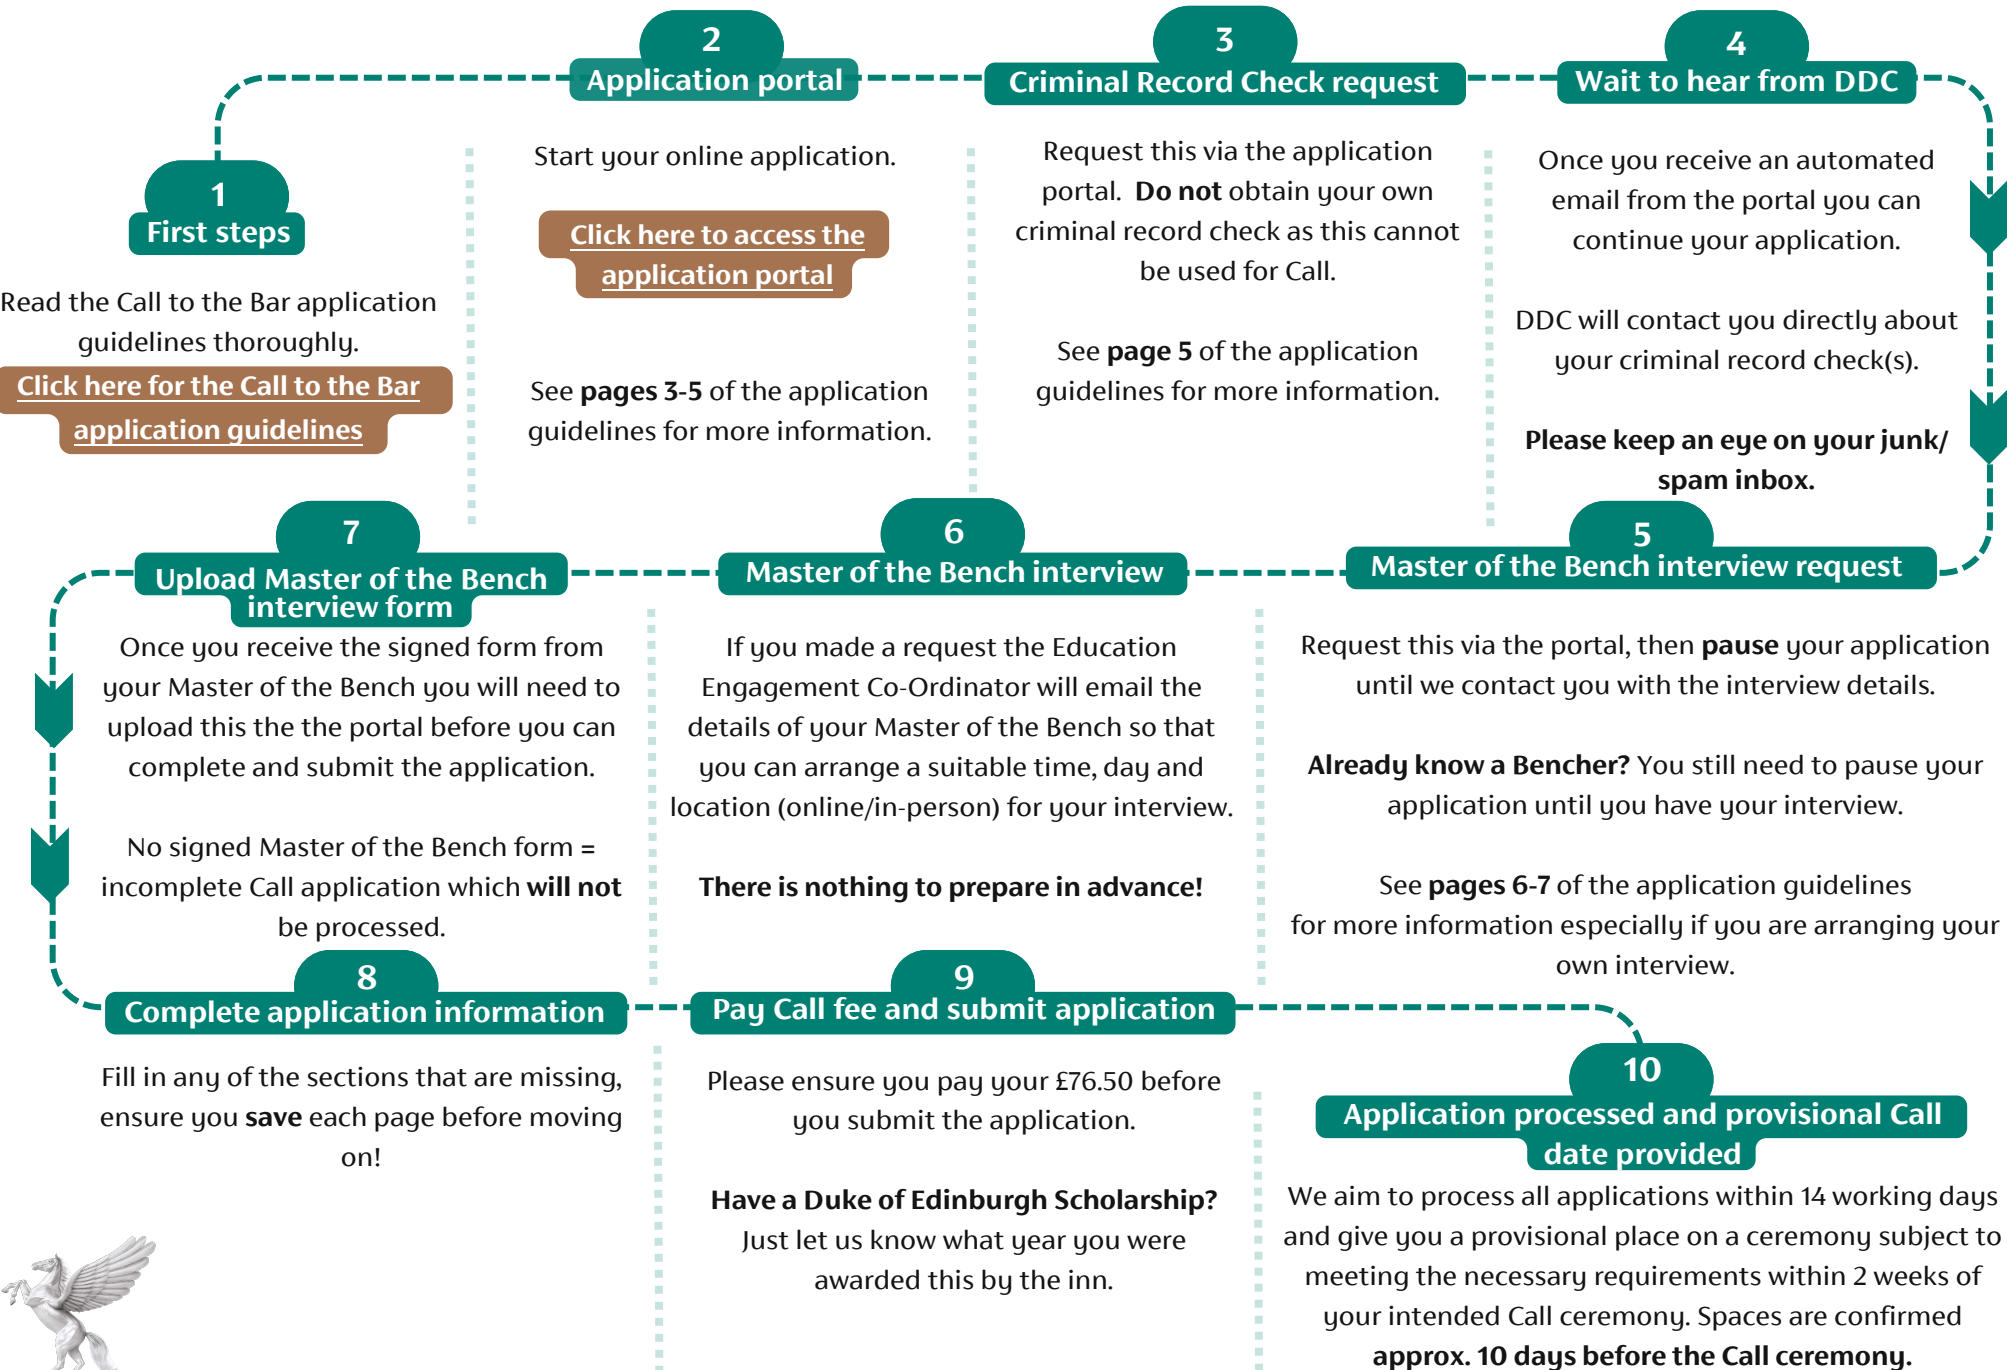 1
First steps
Read the Call to the Bar application
guidelines thoroughly.
Click here for the Call to the Bar
application guidelines
2
Application portal
Start your online application.
Click here to access the
application portal
See pages 3-5 of the application
guidelines for more information.
3
Criminal Record Check request
Request this via the application
portal. Do not obtain your own
criminal record check as this cannot
be used for Call.
See page 5 of the application
guidelines for more information.
4
Wait to hear from DDC
Once you receive an automated
email from the portal you can
continue your application.
DDC will contact you directly about
your criminal record check(s).
Please keep an eye on your junk/
spam inbox.
5
Master of the Bench interview request
Request this via the portal, then pause your application
until we contact you with the interview details.
Already know a Bencher? You still need to pause your
application until you have your interview.
See pages 6-7 of the application guidelines
for more information especially if you are arranging your
own interview.
6
Master of the Bench interview
If you made a request the Education
Engagement Co-Ordinator will email the
details of your Master of the Bench so that
you can arrange a suitable time, day and
location (online/in-person) for your interview.
There is nothing to prepare in advance!
7
Upload Master of the Bench
interview form
Once you receive the signed form from
your Master of the Bench you will need to
upload this the the portal before you can
complete and submit the application.
No signed Master of the Bench form =
incomplete Call application which will not
be processed.
8
Complete application information
Fill in any of the sections that are missing,
ensure you save each page before moving
on!
9
Pay Call fee and submit application
Please ensure you pay your £76.50 before
you submit the application.
Have a Duke of Edinburgh Scholarship?
Just let us know what year you were
awarded this by the inn.
10
Application processed and provisional Call
date provided
We aim to process all applications within 14 working days
and give you a provisional place on a ceremony subject to
meeting the necessary requirements within 2 weeks of
your intended Call ceremony. Spaces are confirmed
approx. 10 days before the Call ceremony.